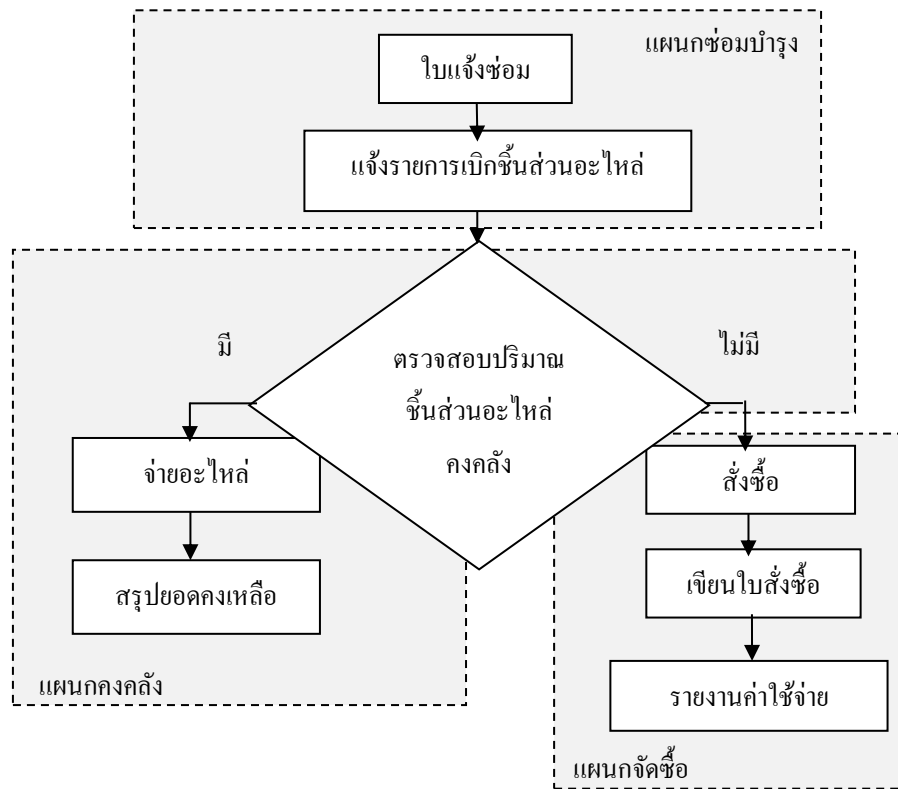 แผนกซ่อมบำรุง
ใบแจ้งซ่อม
แจ้งรายการเบิกชิ้นส่วนอะไหล่
มี
ไม่มี
ตรวจสอบปริมาณ
ชิ้นส่วนอะไหล่
คงคลัง
จ่ายอะไหล่
สั่งซื้อ
สรุปยอดคงเหลือ
เขียนใบสั่งซื้อ
แผนกคงคลัง
รายงานค่าใช้จ่าย
แผนกจัดซื้อ